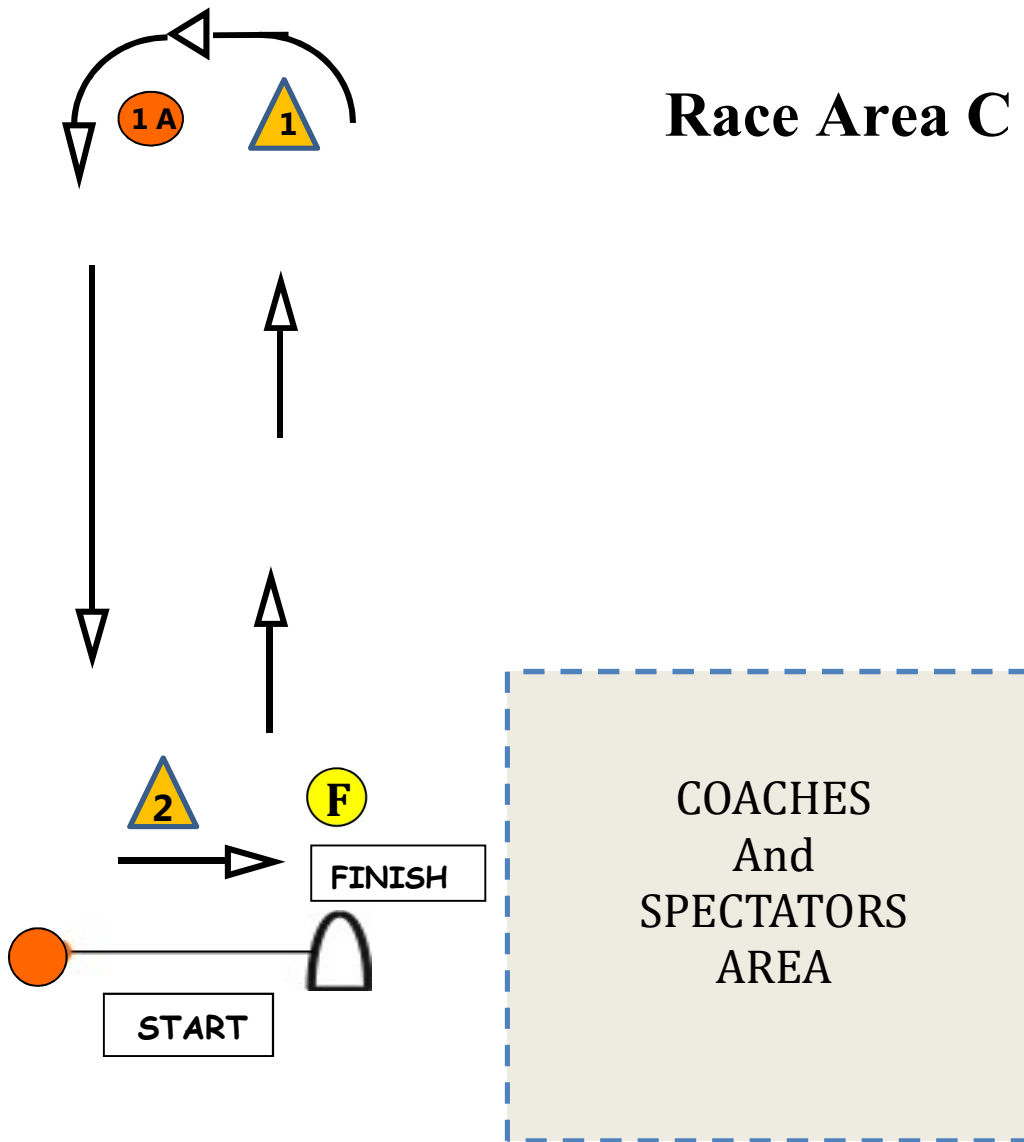 1 A
1
Race Area C
2
F
FINISH
START
COACHES
And
SPECTATORS
AREA